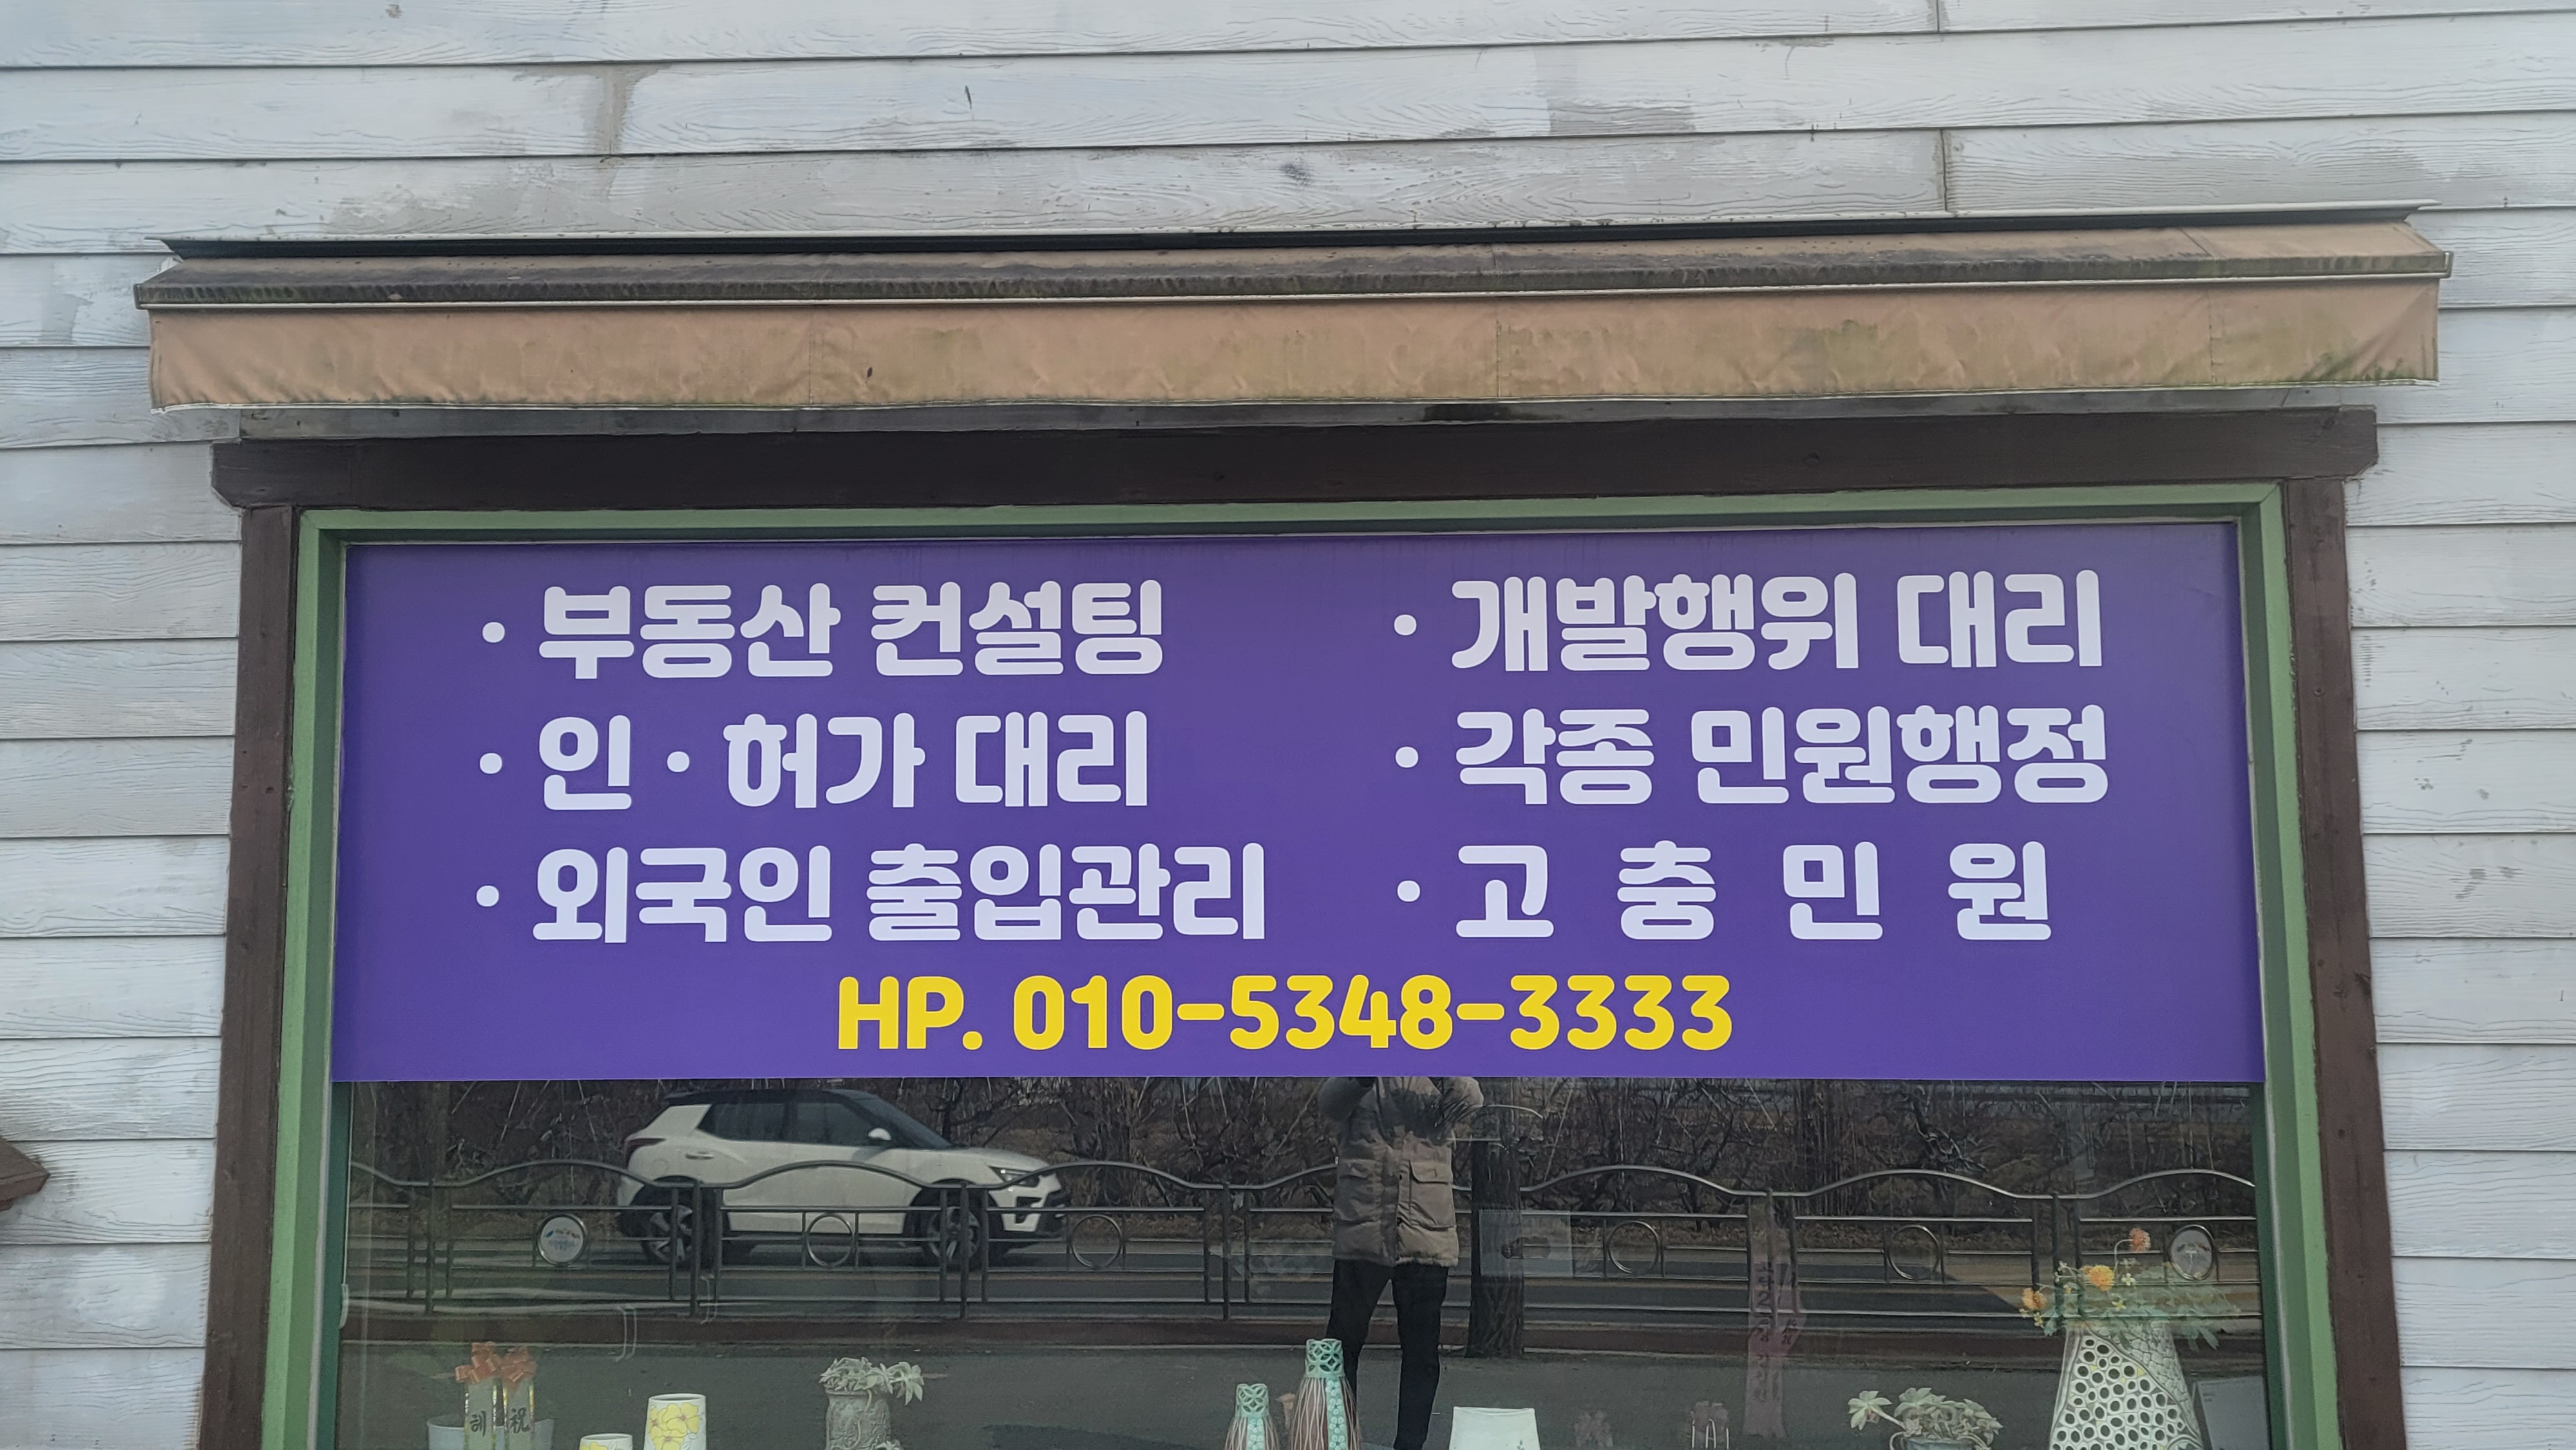 · 부동산 컨설팅
· 개발행위 대리
· 인·허가 대리
· 각종 민원행정
· 외국인 출입관리
· 고 충 민 원
HP. 010-5348-3333
祝